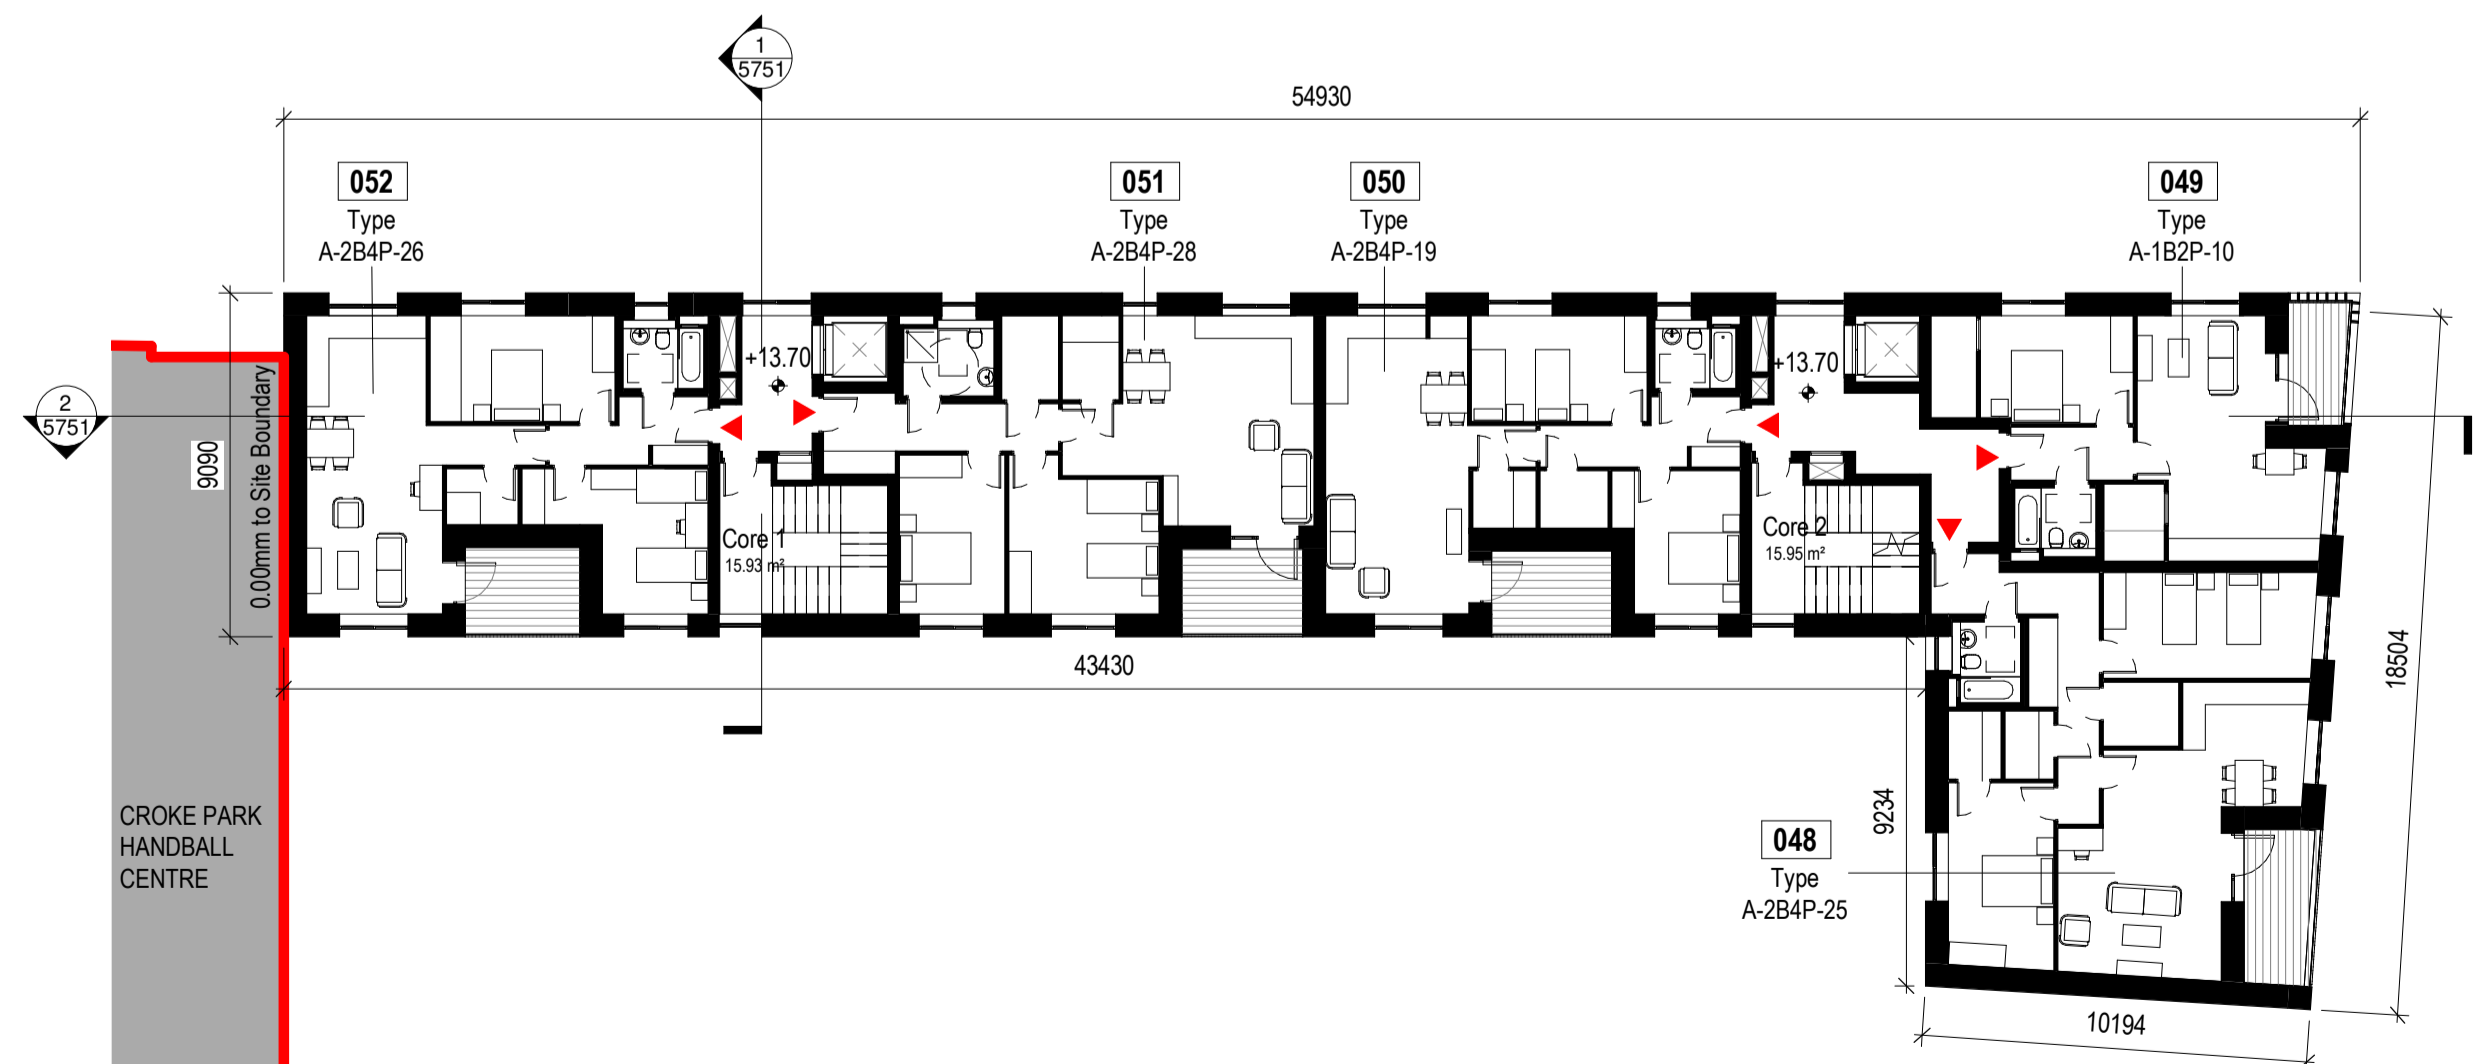 1
5751
54930
052
Type
A-2B4P-26
051
Type
A-2B4P-28
050
Type
A-2B4P-19
049
Type
A-1B2P-10
+13.70
+13.70
2
5751
9090
0.00mm to Site Boundary
Core 1
15.93 m²
Core 2
15.95 m²
43430
18504
CROKE PARK
HANDBALL
CENTRE
9234
048
Type
A-2B4P-25
10194